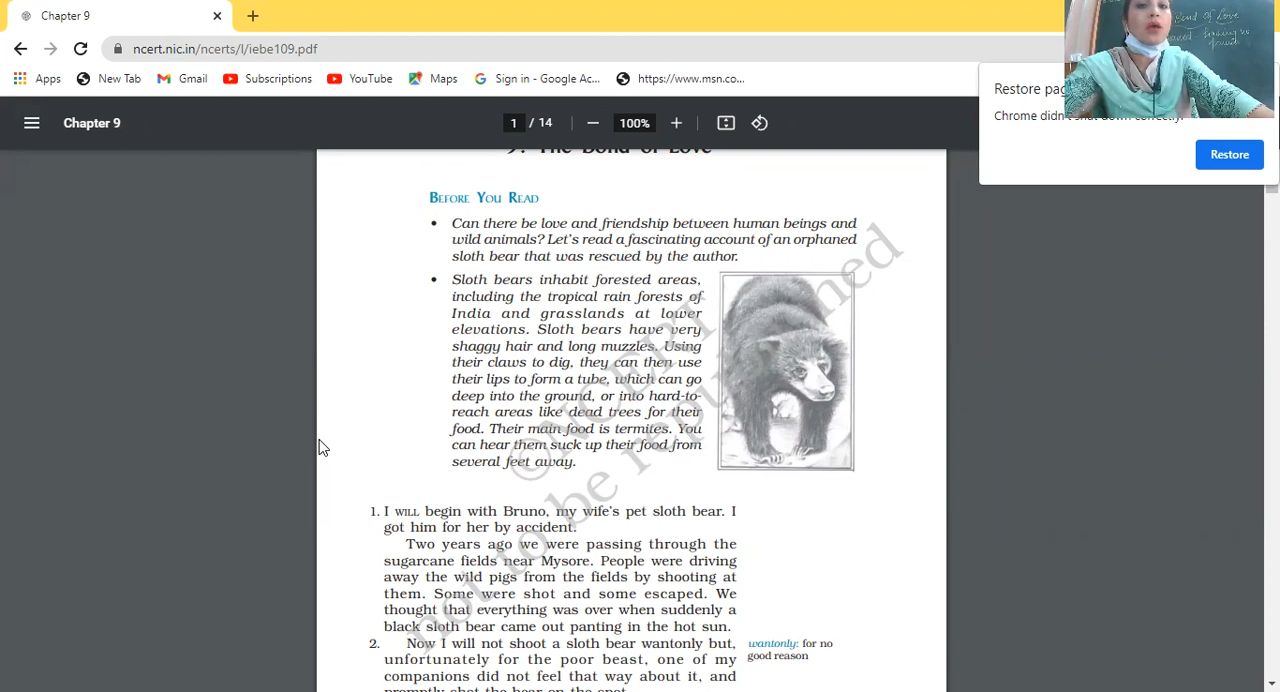 Chapter 9
ncert.nic.in/ncerts/l/iebe109.pdf
Apps New Tab Gmail Subscriptions YouTube Maps Sign in - Google Ac... https://www.msn.co...
Bond Of Love
Restore pag
Chrome didn't shut down correctly.
Restore
Chapter 9 1 / 14 100%
9. The Bond of Love
BEFORE YOU READ
• Can there be love and friendship between human beings and
wild animals? Let's read a fascinating account of an orphaned
sloth bear that was rescued by the author.
• Sloth bears inhabit forested areas,
including the tropical rain forests of
India and grasslands at lower
elevations. Sloth bears have very
shaggy hair and long muzzles. Using
their claws to dig, they can then use
their lips to form a tube, which can go
deep into the ground, or into hard-to-
reach areas like dead trees for their
food. Their main food is termites. You
can hear them suck up their food from
several feet away.
©NCERT
not to be republished
1. I WILL begin with Bruno, my wife's pet sloth bear. I
got him for her by accident.
Two years ago we were passing through the
sugarcane fields near Mysore. People were driving
away the wild pigs from the fields by shooting at
them. Some were shot and some escaped. We
thought that everything was over when suddenly a
black sloth bear came out panting in the hot sun.
2. Now I will not shoot a sloth bear wantonly but,
unfortunately for the poor beast, one of my
companions did not feel that way about it, and
promptly shot the bear on the spot.
wantonly: for no
good reason